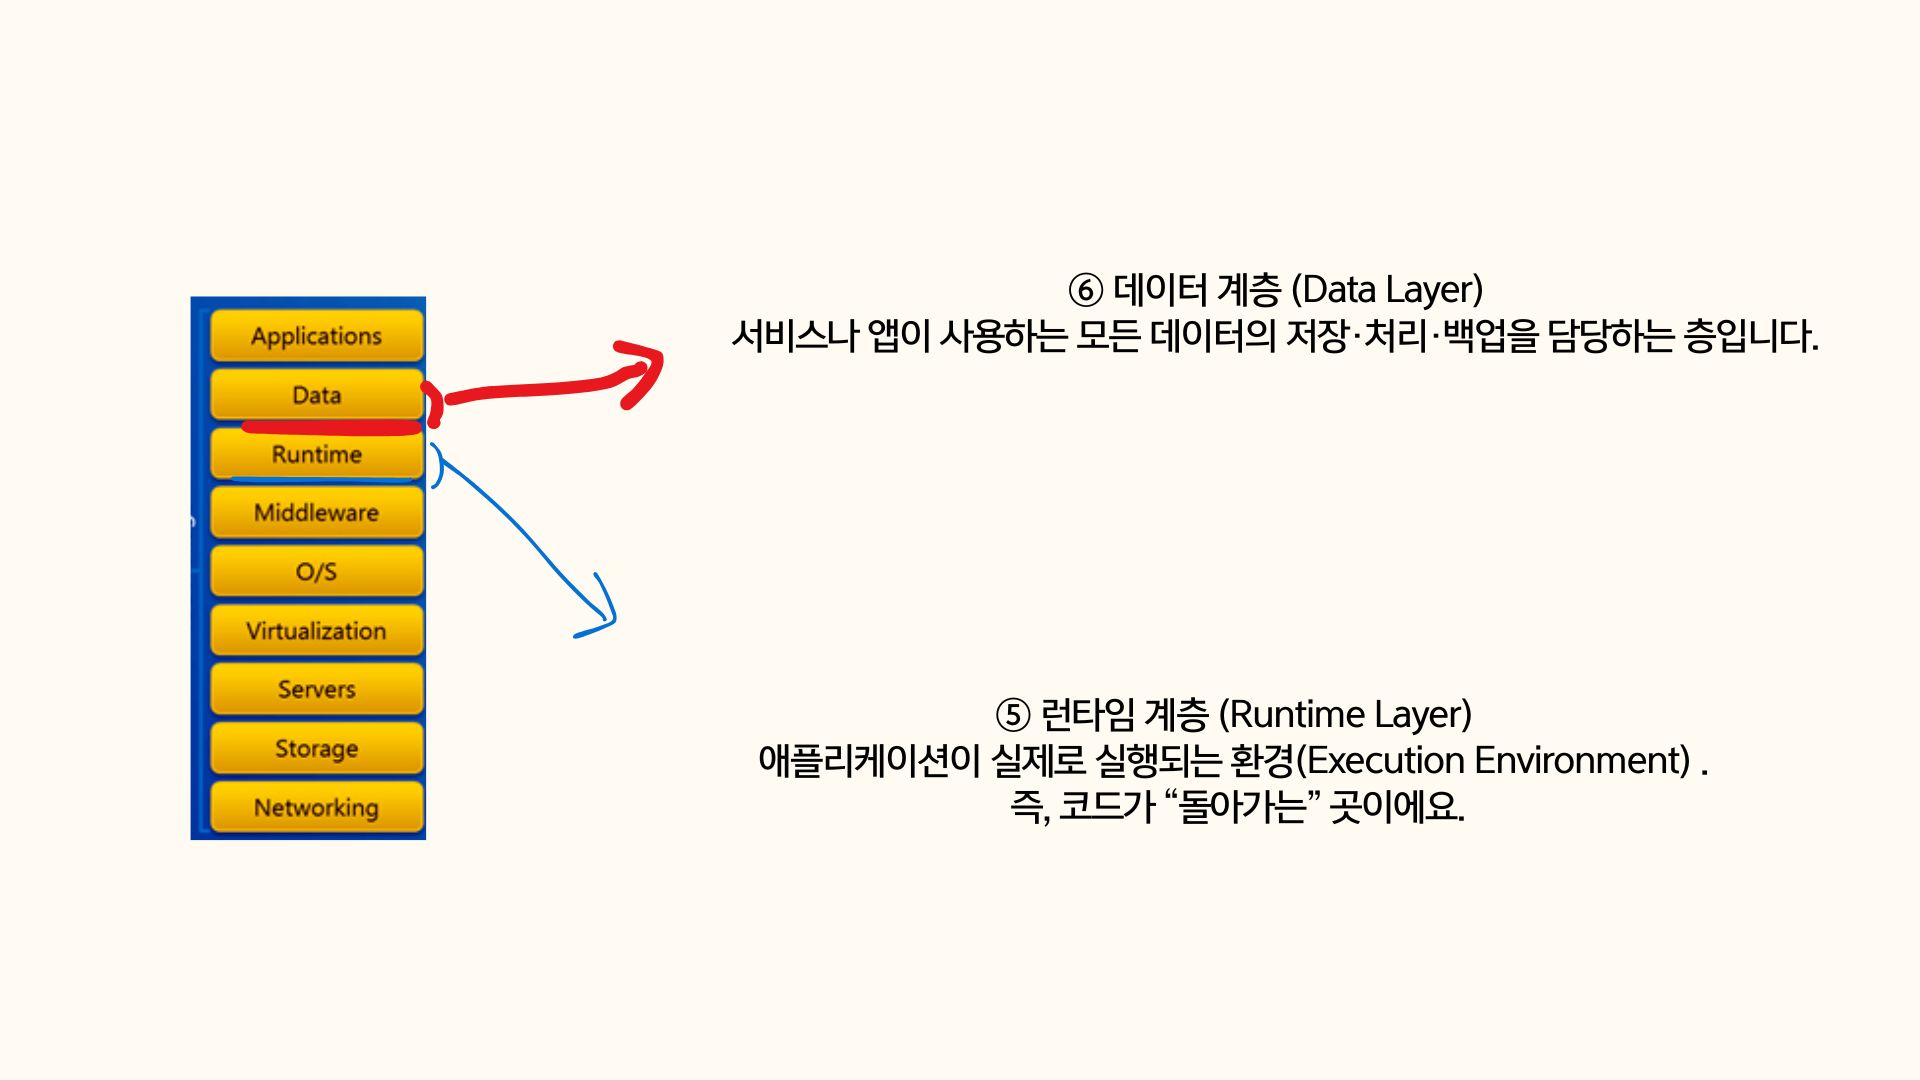 Applications
Data
Runtime
Middleware
O/S
Virtualization
Servers
Storage
Networking
⑥ 데이터 계층 (Data Layer)
서비스나 앱이 사용하는 모든 데이터의 저장·처리·백업을 담당하는 층입니다.
⑤ 런타임 계층 (Runtime Layer)
애플리케이션이 실제로 실행되는 환경(Execution Environment) .
즉, 코드가 “돌아가는” 곳이에요.